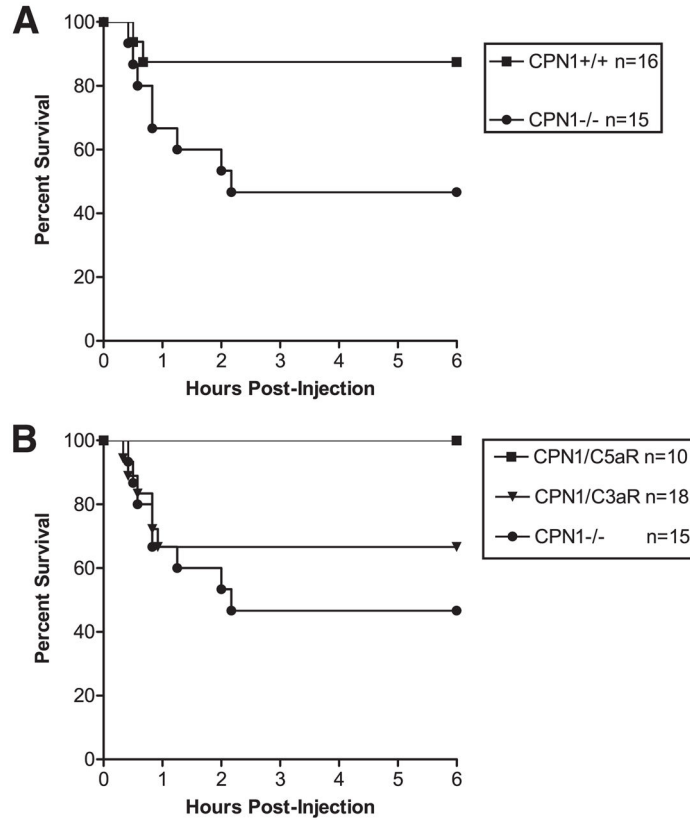 A
100
80
60
40
20
0
Percent Survival
0 1 2 3 4 5 6
Hours Post-Injection
CPN1+/+ n=16
CPN1-/- n=15
B
100
80
60
40
20
0
Percent Survival
0 1 2 3 4 5 6
Hours Post-Injection
CPN1/C5aR n=10
CPN1/C3aR n=18
CPN1-/- n=15